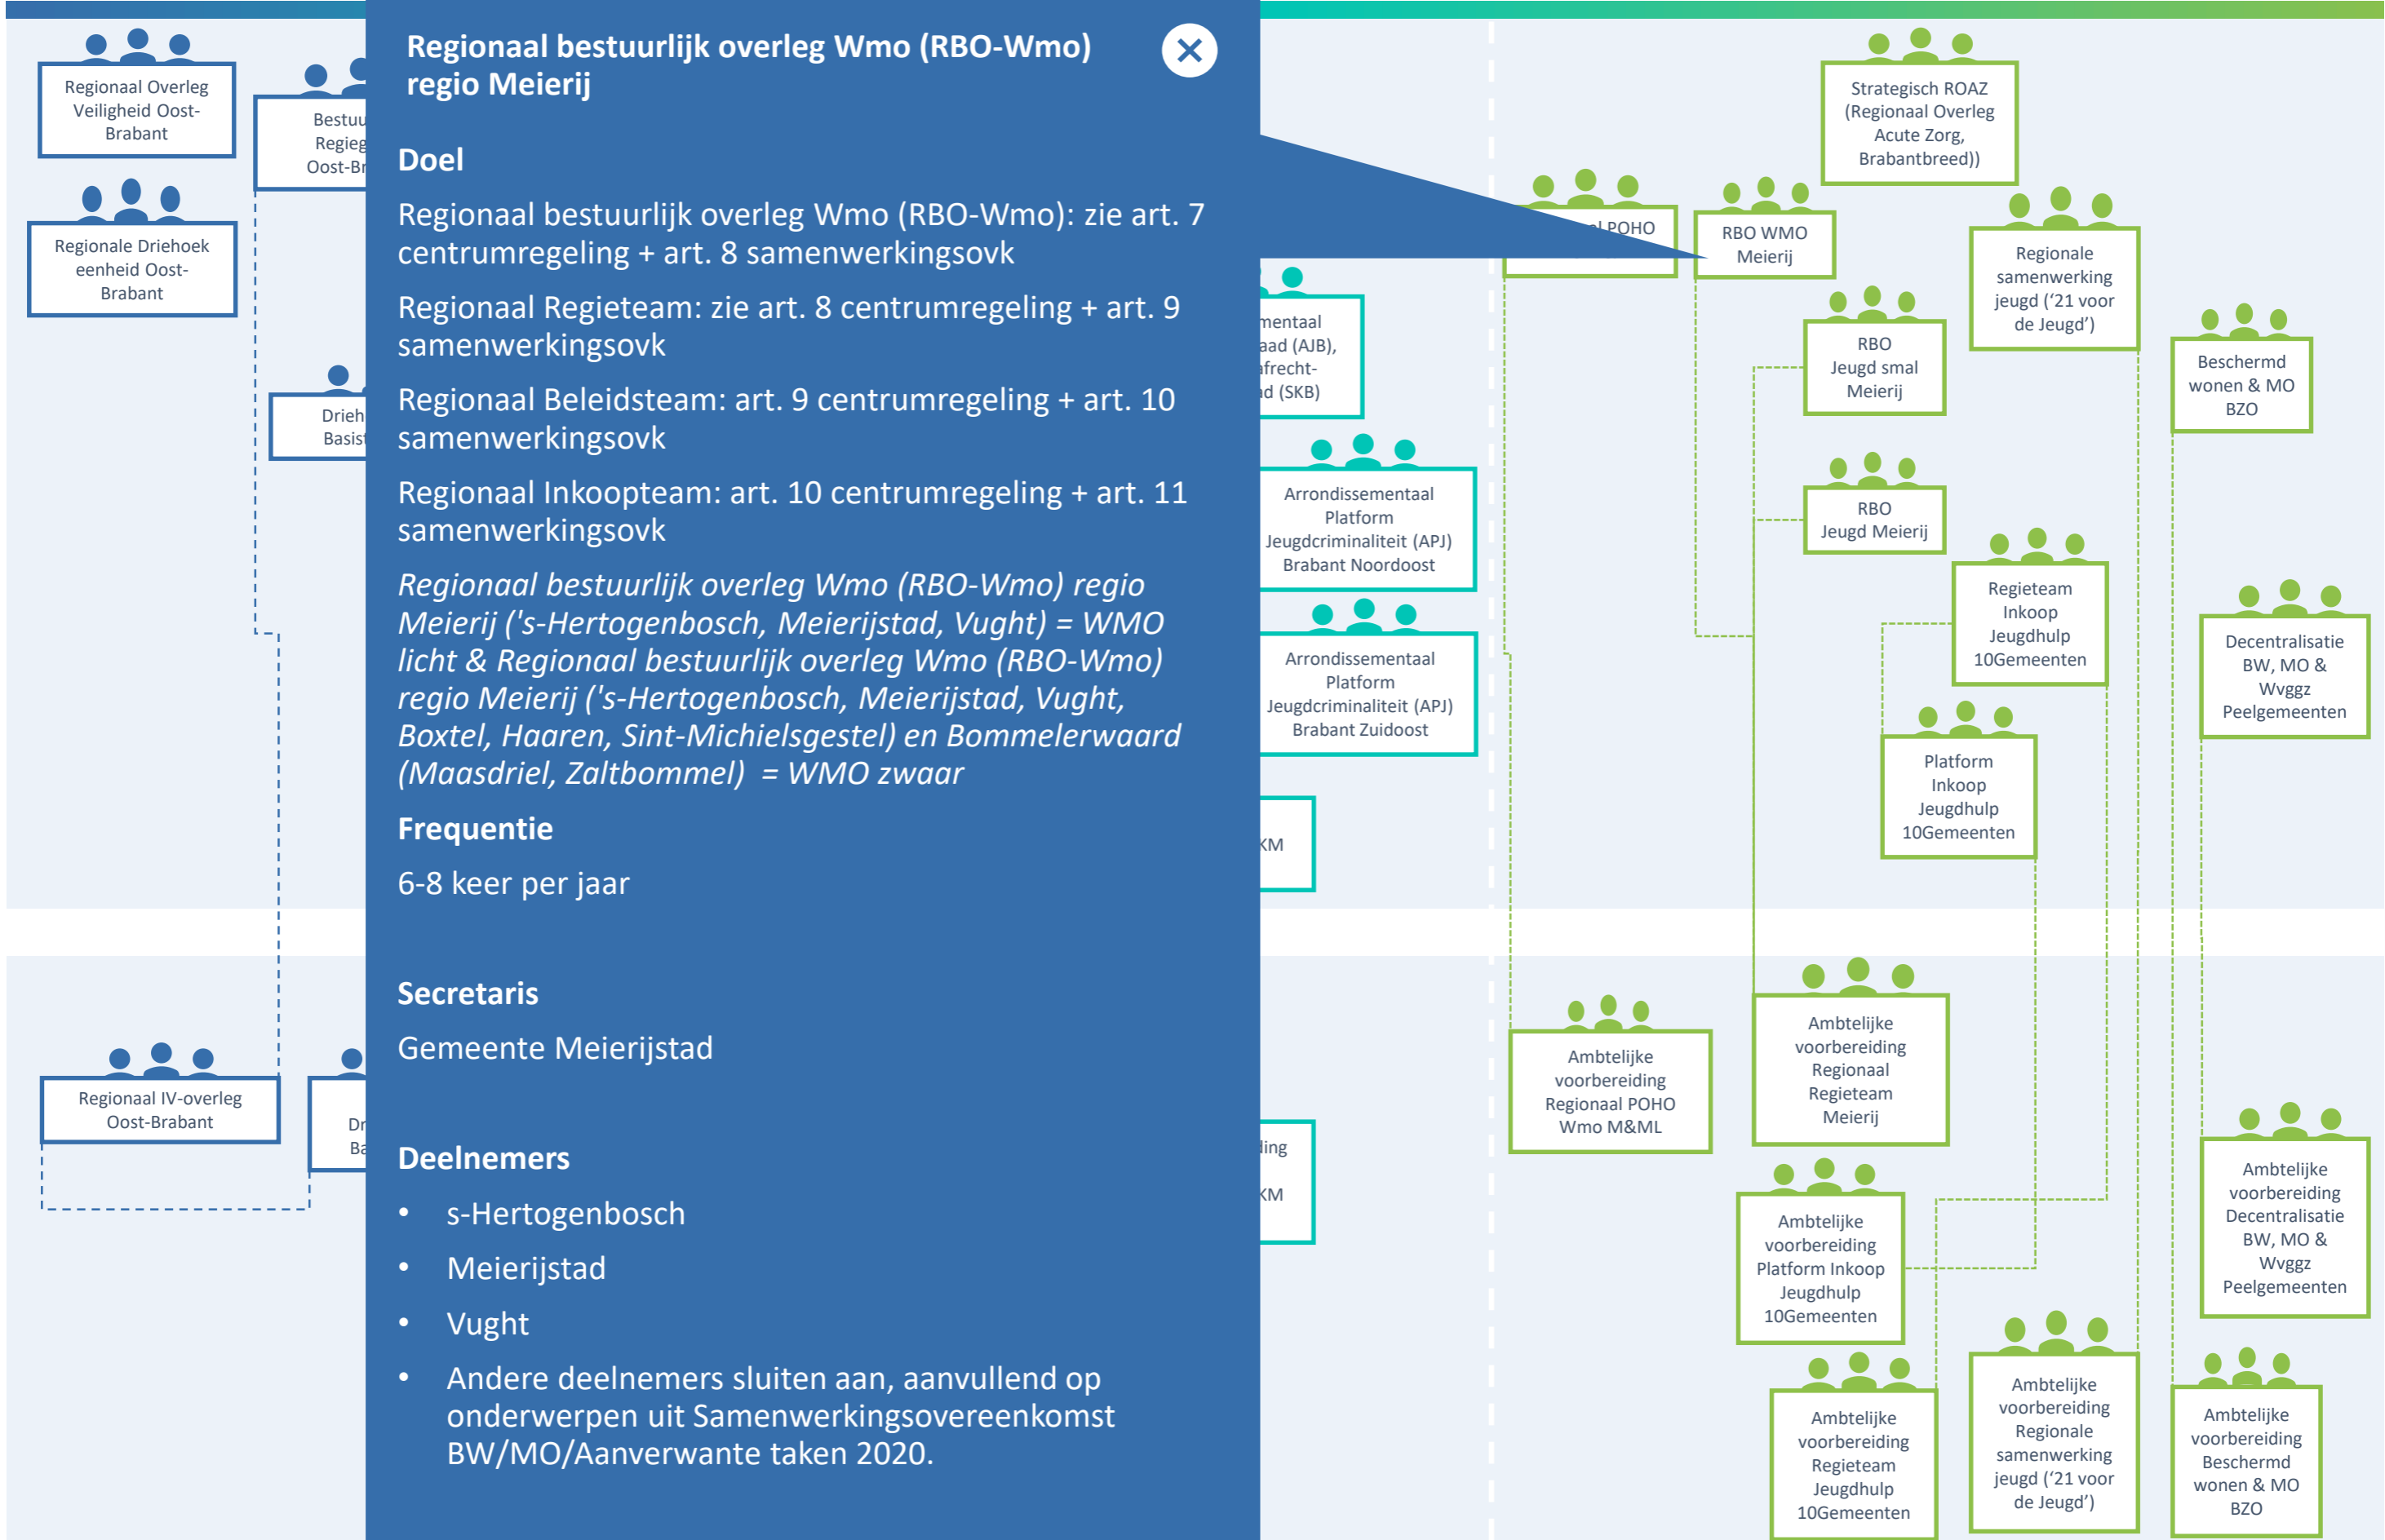 Regionaal Overleg
Veiligheid Oost-
Brabant
Regionale Driehoek
eenheid Oost-
Brabant
Regionaal IV-overleg
Oost-Brabant
Regionaal bestuurlijk overleg Wmo (RBO-Wmo)
regio Meierij
Doel
Regionaal bestuurlijk overleg Wmo (RBO-Wmo): zie art. 7
centrumregeling + art. 8 samenwerkingsovk
Regionaal Regieteam: zie art. 8 centrumregeling + art. 9
samenwerkingsovk
Regionaal Beleidsteam: art. 9 centrumregeling + art. 10
samenwerkingsovk
Regionaal Inkoopteam: art. 10 centrumregeling + art. 11
samenwerkingsovk
Regionaal bestuurlijk overleg Wmo (RBO-Wmo) regio
Meierij ('s-Hertogenbosch, Meierijstad, Vught) = WMO
licht & Regionaal bestuurlijk overleg Wmo (RBO-Wmo)
regio Meierij ('s-Hertogenbosch, Meierijstad, Vught,
Boxtel, Haaren, Sint-Michielsgestel) en Bommelerwaard
(Maasdriel, Zaltbommel) = WMO zwaar
Frequentie
6-8 keer per jaar
Secretaris
Gemeente Meierijstad
Deelnemers
• s-Hertogenbosch
• Meierijstad
• Vught
• Andere deelnemers sluiten aan, aanvullend op
onderwerpen uit Samenwerkingsovereenkomst
BW/MO/Aanverwante taken 2020.
(AJB),
(SKB)
Arrondissementaal
Platform
Jeugdcriminaliteit (APJ)
Brabant Noordoost
Arrondissementaal
Platform
Jeugdcriminaliteit (APJ)
Brabant Zuidoost
POHO
RBO WMO
Meierij
Strategisch ROAZ
(Regionaal Overleg
Acute Zorg,
Brabantbreed))
Regionale
samenwerking
jeugd (‘21 voor
de Jeugd’)
RBO
Jeugd smal
Meierij
Beschermd
wonen & MO
BZO
RBO
Jeugd Meierij
Regieteam
Inkoop
Jeugdhulp
10Gemeenten
Decentralisatie
BW, MO &
Wvggz
Peelgemeenten
Platform
Inkoop
Jeugdhulp
10Gemeenten
Ambtelijke
voorbereiding
Regionaal POHO
Wmo M&ML
Ambtelijke
voorbereiding
Regionaal
Regieteam
Meierij
Ambtelijke
voorbereiding
Platform Inkoop
Jeugdhulp
10Gemeenten
Ambtelijke
voorbereiding
Decentralisatie
BW, MO &
Wvggz
Peelgemeenten
Ambtelijke
voorbereiding
Regieteam
Jeugdhulp
10Gemeenten
Ambtelijke
voorbereiding
Regionale
samenwerking
jeugd (‘21 voor
de Jeugd’)
Ambtelijke
voorbereiding
Beschermd
wonen & MO
BZO